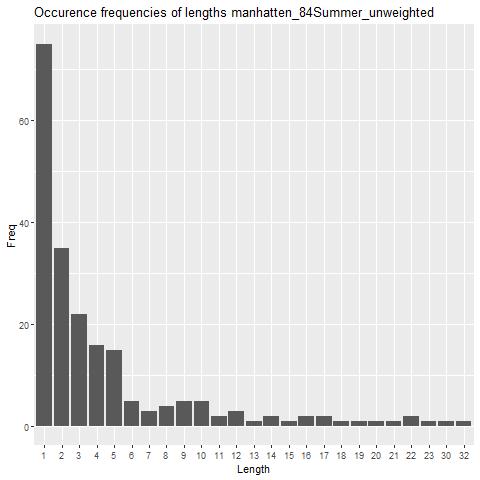 Occurence frequencies of lengths manhatten_84Summer_unweighted
Freq
60
40
20
0
1 2 3 4 5 6 7 8 9 10 11 12 13 14 15 16 17 18 19 20 21 22 23 30 32
Length